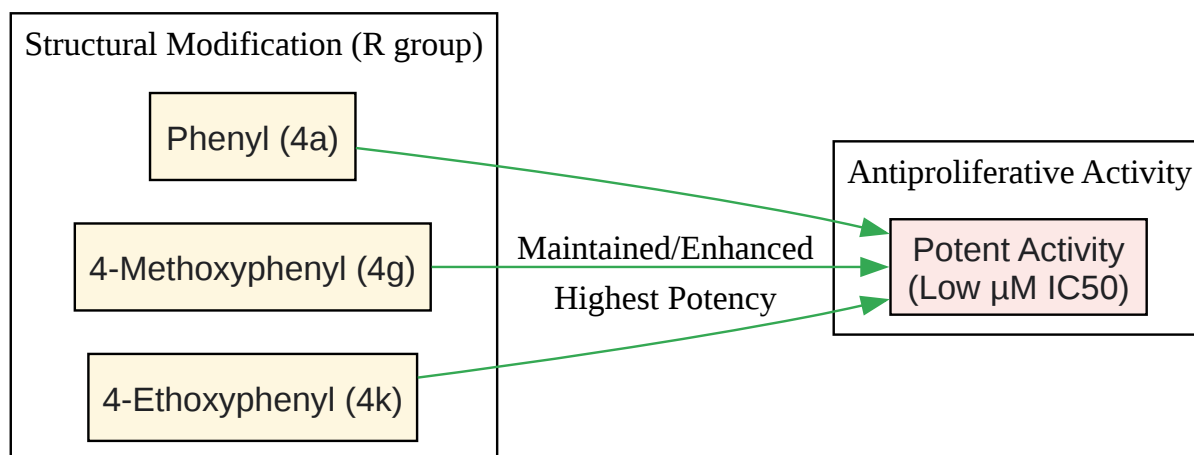 Structural Modification (R group)
Phenyl (4a)
4-Methoxyphenyl (4g)
4-Ethoxyphenyl (4k)
Maintained/Enhanced
Highest Potency
Antiproliferative Activity
Potent Activity
(Low µM IC50)